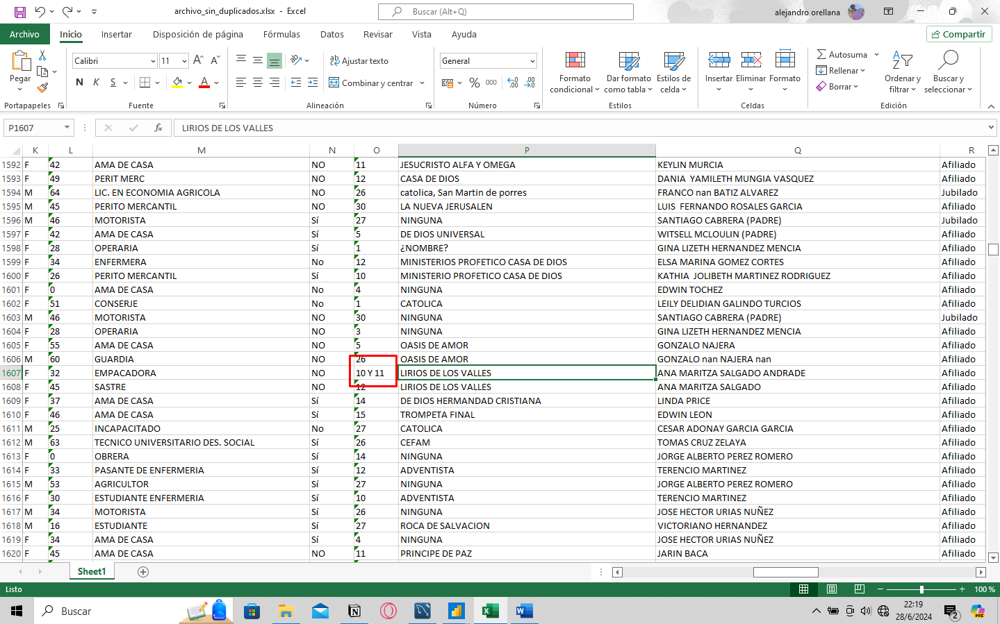 archivo_sin_duplicados.xlsx - Excel
Buscar (Alt+Q)
alejandro orellana
Archivo Inicio Insertar Disposición de página Fórmulas Datos Revisar Vista Ayuda Compartir
Pegar
Calibri 11
N K S A A
Ajustar texto
Combinar y centrar
General
% 000
Formato condicional
Dar formato como tabla
Estilos de celda
Insertar Eliminar Formato
Autosuma
Rellenar
Borrar
Ordenar y filtrar
Buscar y seleccionar
Portapapeles Fuente Alineación Número Estilos Celdas Edición
P1607 fx LIRIOS DE LOS VALLES
K L M N O P Q R
1592 F 42 AMA DE CASA NO 11 JESUCRISTO ALFA Y OMEGA KEYLIN MURCIA Afiliado
1593 F 49 PERIT MERC NO 12 CASA DE DIOS DANIA YAMILETH MUNGIA VASQUEZ Afiliado
1594 M 64 LIC. EN ECONOMIA AGRICOLA NO 26 catolica, San Martin de porres FRANCO nan BATIZ ALVAREZ Jubilado
1595 M 45 PERITO MERCANTIL NO 30 LA NUEVA JERUSALEN LUIS FERNANDO ROSALES GARCIA Afiliado
1596 M 46 MOTORISTA Sí 27 NINGUNA SANTIAGO CABRERA (PADRE) Jubilado
1597 F 42 AMA DE CASA Sí 5 DE DIOS UNIVERSAL WITSELL MCLOULIN (PADRE) Afiliado
1598 F 28 OPERARIA Sí 1 ¿NOMBRE? GINA LIZETH HERNANDEZ MENCIA Afiliado
1599 F 34 ENFERMERA No 12 MINISTERIOS PROFETICO CASA DE DIOS ELSA MARINA GOMEZ CORTES Afiliado
1600 F 26 PERITO MERCANTIL Sí 10 MINISTERIO PROFETICO CASA DE DIOS KATHIA JOLIBETH MARTINEZ RODRIGUEZ Afiliado
1601 F 0 AMA DE CASA No 4 NINGUNA EDWIN TOCHEZ Afiliado
1602 F 51 CONSERJE No 1 CATOLICA LEILY DELIDIAN GALINDO TURCIOS Afiliado
1603 M 46 MOTORISTA NO 30 NINGUNA SANTIAGO CABRERA (PADRE) Jubilado
1604 F 28 OPERARIA NO 3 NINGUNA GINA LIZETH HERNANDEZ MENCIA Afiliado
1605 F 55 AMA DE CASA NO 5 OASIS DE AMOR GONZALO NAJERA Afiliado
1606 M 60 GUARDIA NO 26 OASIS DE AMOR GONZALO nan NAJERA nan Afiliado
1607 F 32 EMPACADORA NO 10 Y 11 LIRIOS DE LOS VALLES ANA MARITZA SALGADO ANDRADE Afiliado
1608 F 45 SASTRE NO 12 LIRIOS DE LOS VALLES ANA MARITZA SALGADO Afiliado
1609 F 37 AMA DE CASA Sí 14 DE DIOS HERMANDAD CRISTIANA LINDA PRICE Afiliado
1610 F 46 AMA DE CASA Sí 15 TROMPETA FINAL EDWIN LEON Afiliado
1611 M 25 INCAPACITADO No 27 CATOLICA CESAR ADONAY GARCIA GARCIA Afiliado
1612 M 63 TECNICO UNIVERSITARIO DES. SOCIAL Sí 26 CEFAM TOMAS CRUZ ZELAYA Afiliado
1613 F 0 OBRERA Sí 14 NINGUNA JORGE ALBERTO PEREZ ROMERO Afiliado
1614 F 33 PASANTE DE ENFERMERIA Sí 12 ADVENTISTA TERENCIO MARTINEZ Afiliado
1615 M 53 AGRICULTOR Sí 27 NINGUNA JORGE ALBERTO PEREZ ROMERO Afiliado
1616 F 30 ESTUDIANTE ENFERMERIA Sí 10 ADVENTISTA TERENCIO MARTINEZ Afiliado
1617 M 34 MOTORISTA Sí 26 NINGUNA JOSE HECTOR URIAS NUÑEZ Afiliado
1618 M 16 ESTUDIANTE Sí 27 ROCA DE SALVACION VICTORIANO HERNANDEZ Afiliado
1619 F 34 AMA DE CASA Sí 4 NINGUNA JOSE HECTOR URIAS NUÑEZ Afiliado
1620 F 45 AMA DE CASA NO 11 PRINCIPE DE PAZ JARIN BACA Afiliado
Sheet1
Listo 100 %
Buscar
22:19
28/6/2024
2
PRE